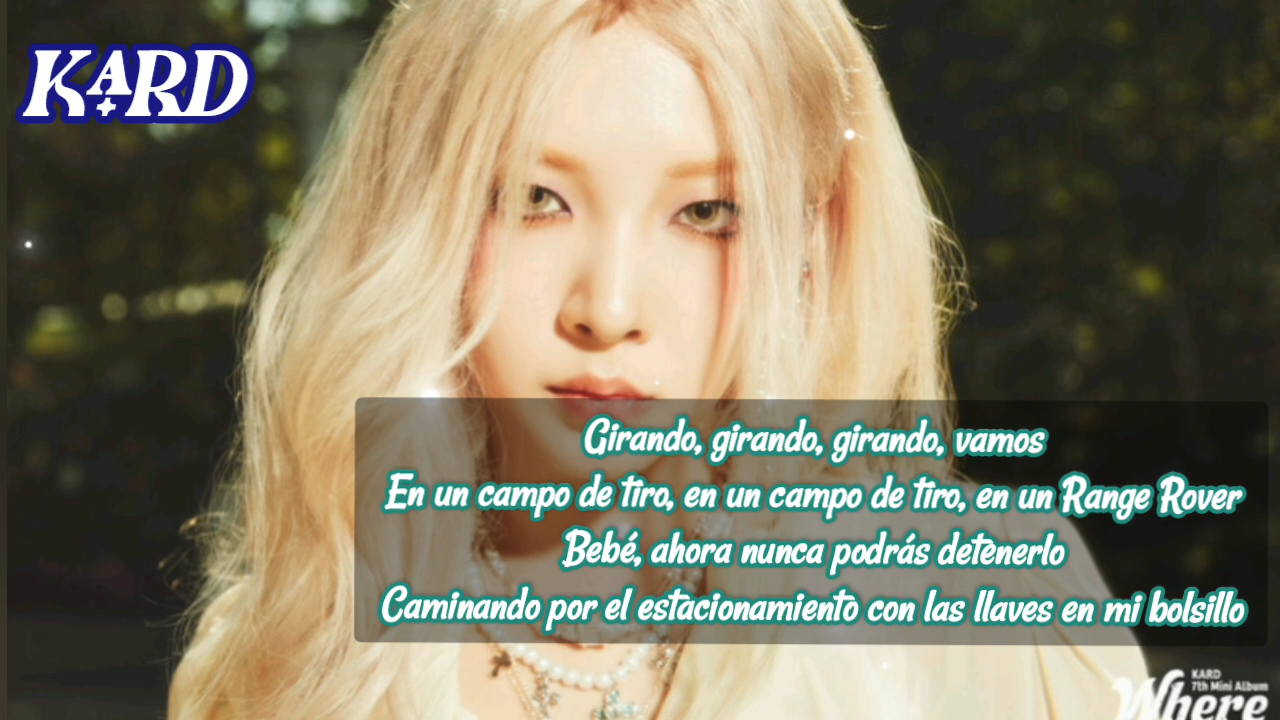 KARD
Girando, girando, girando, vamos
En un campo de tiro, en un campo de tiro, en un Range Rover
Bebé, ahora nunca podrás detenerlo
Caminando por el estacionamiento con las llaves en mi bolsillo
KARD
7th Mini Album
Where